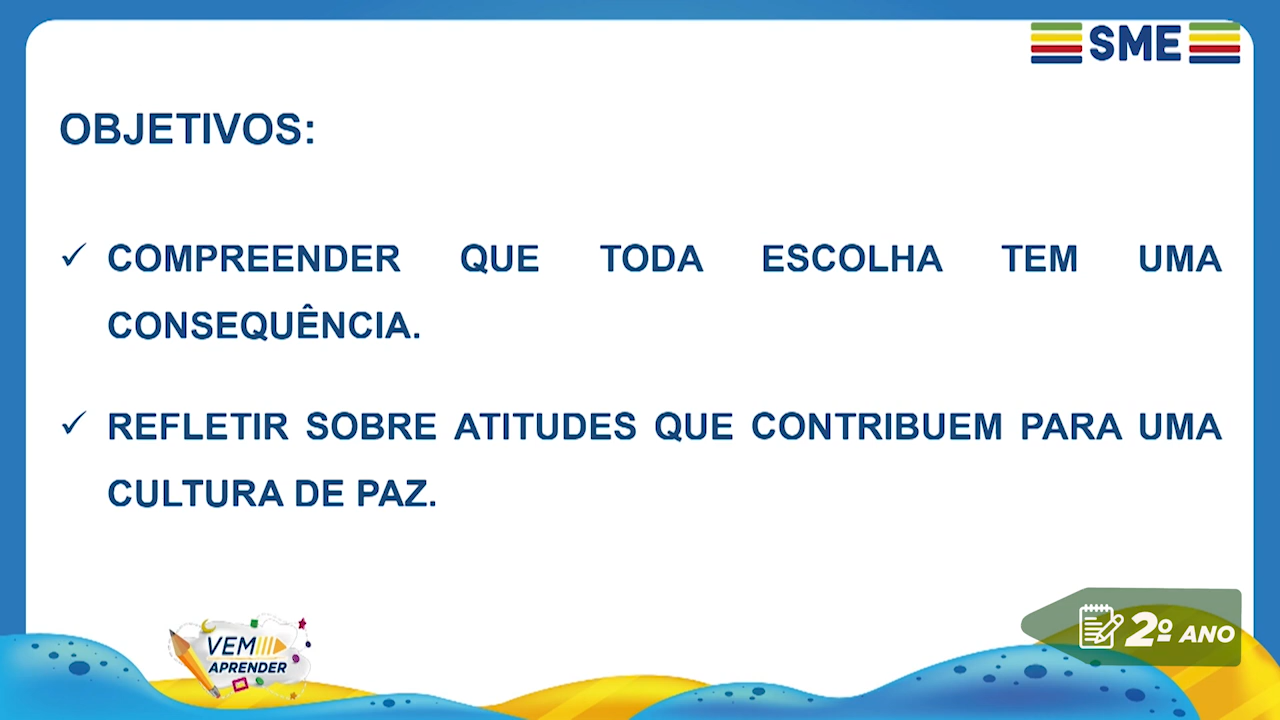 SME
OBJETIVOS:
✓ COMPREENDER QUE TODA ESCOLHA TEM UMA
CONSEQUÊNCIA.
✓ REFLETIR SOBRE ATITUDES QUE CONTRIBUEM PARA UMA
CULTURA DE PAZ.
VEM
APRENDER
2º ANO